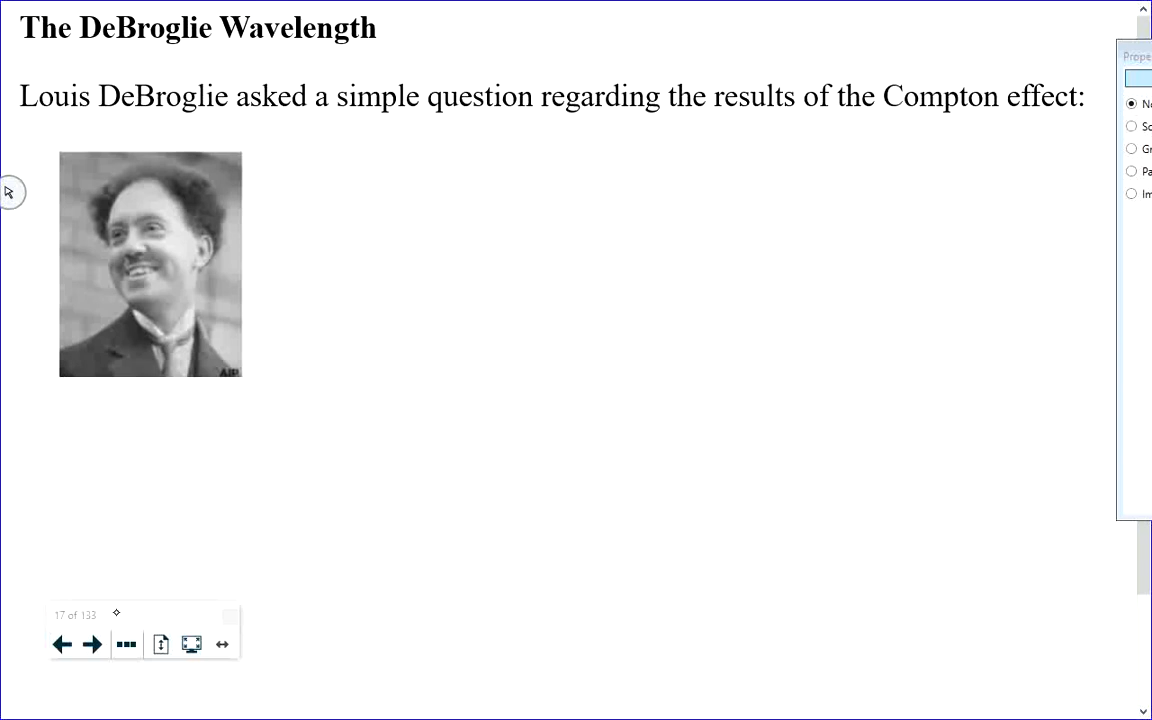 The DeBroglie Wavelength
Louis DeBroglie asked a simple question regarding the results of the Compton effect:
AIP
17 of 133